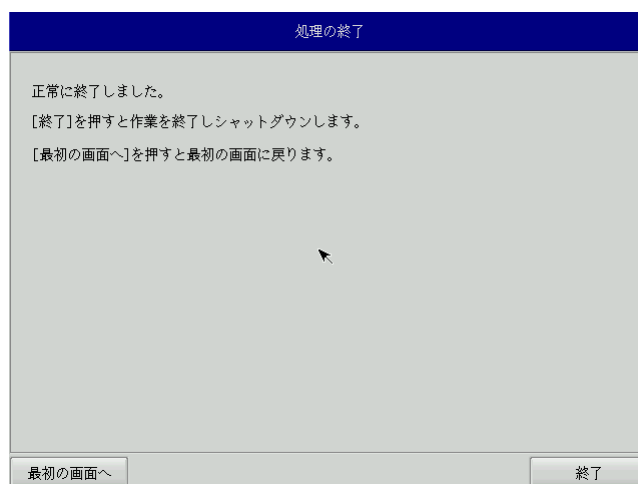 処理の終了
正常に終了しました。
[終了]を押すと作業を終了しシャットダウンします。
[最初の画面へ]を押すと最初の画面に戻ります。
最初の画面へ
終了